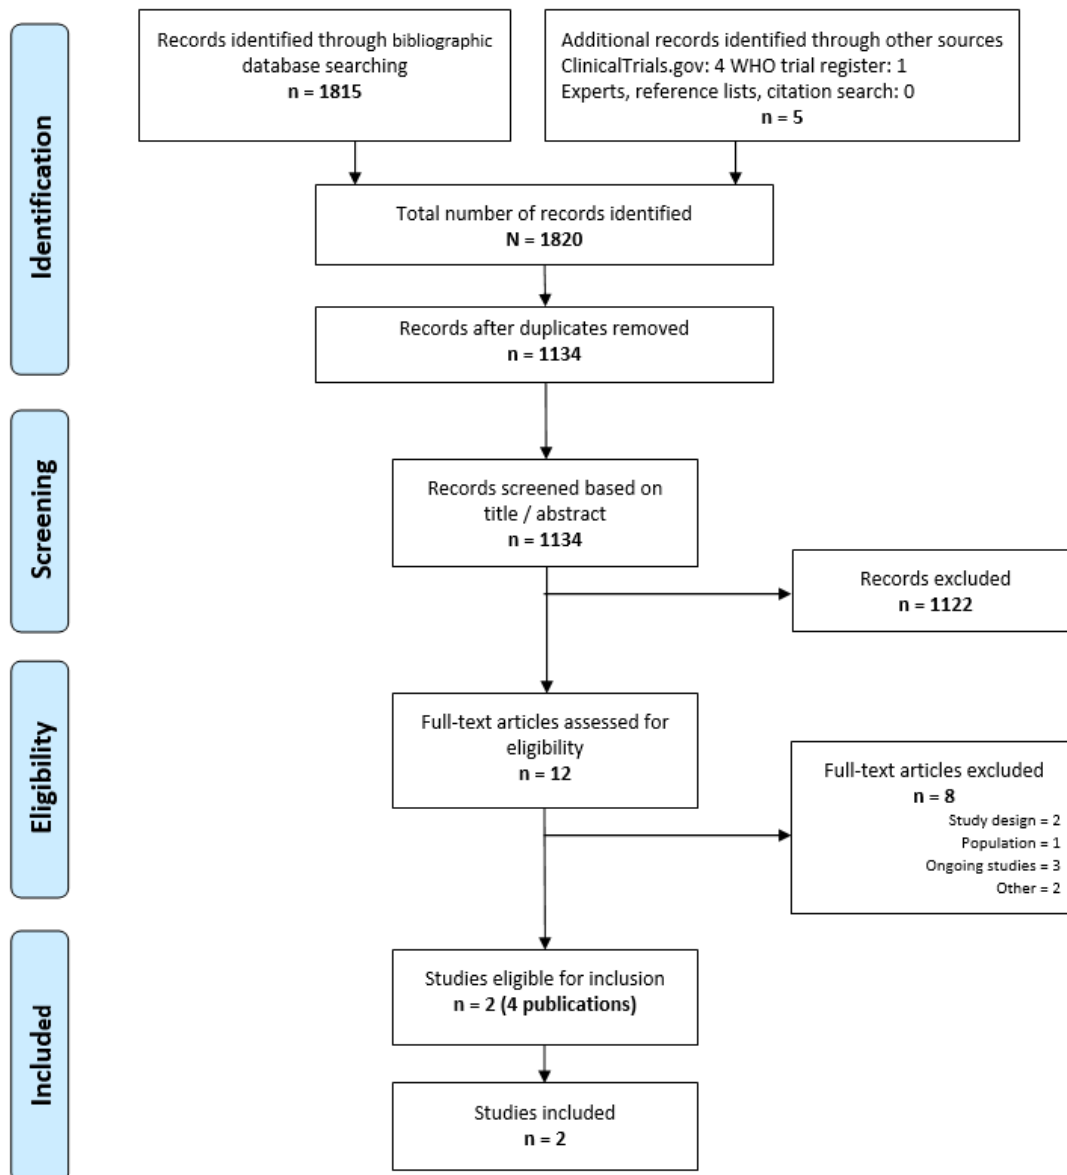 Identification
Records identified through bibliographic
database searching
n = 1815
Additional records identified through other sources
ClinicalTrials.gov: 4 WHO trial register: 1
Experts, reference lists, citation search: 0
n = 5
Total number of records identified
N = 1820
Records after duplicates removed
n = 1134
Screening
Records screened based on
title / abstract
n = 1134
Records excluded
n = 1122
Eligibility
Full-text articles assessed for
eligibility
n = 12
Full-text articles excluded
n = 8
Study design = 2
Population = 1
Ongoing studies = 3
Other = 2
Included
Studies eligible for inclusion
n = 2 (4 publications)
Studies included
n = 2